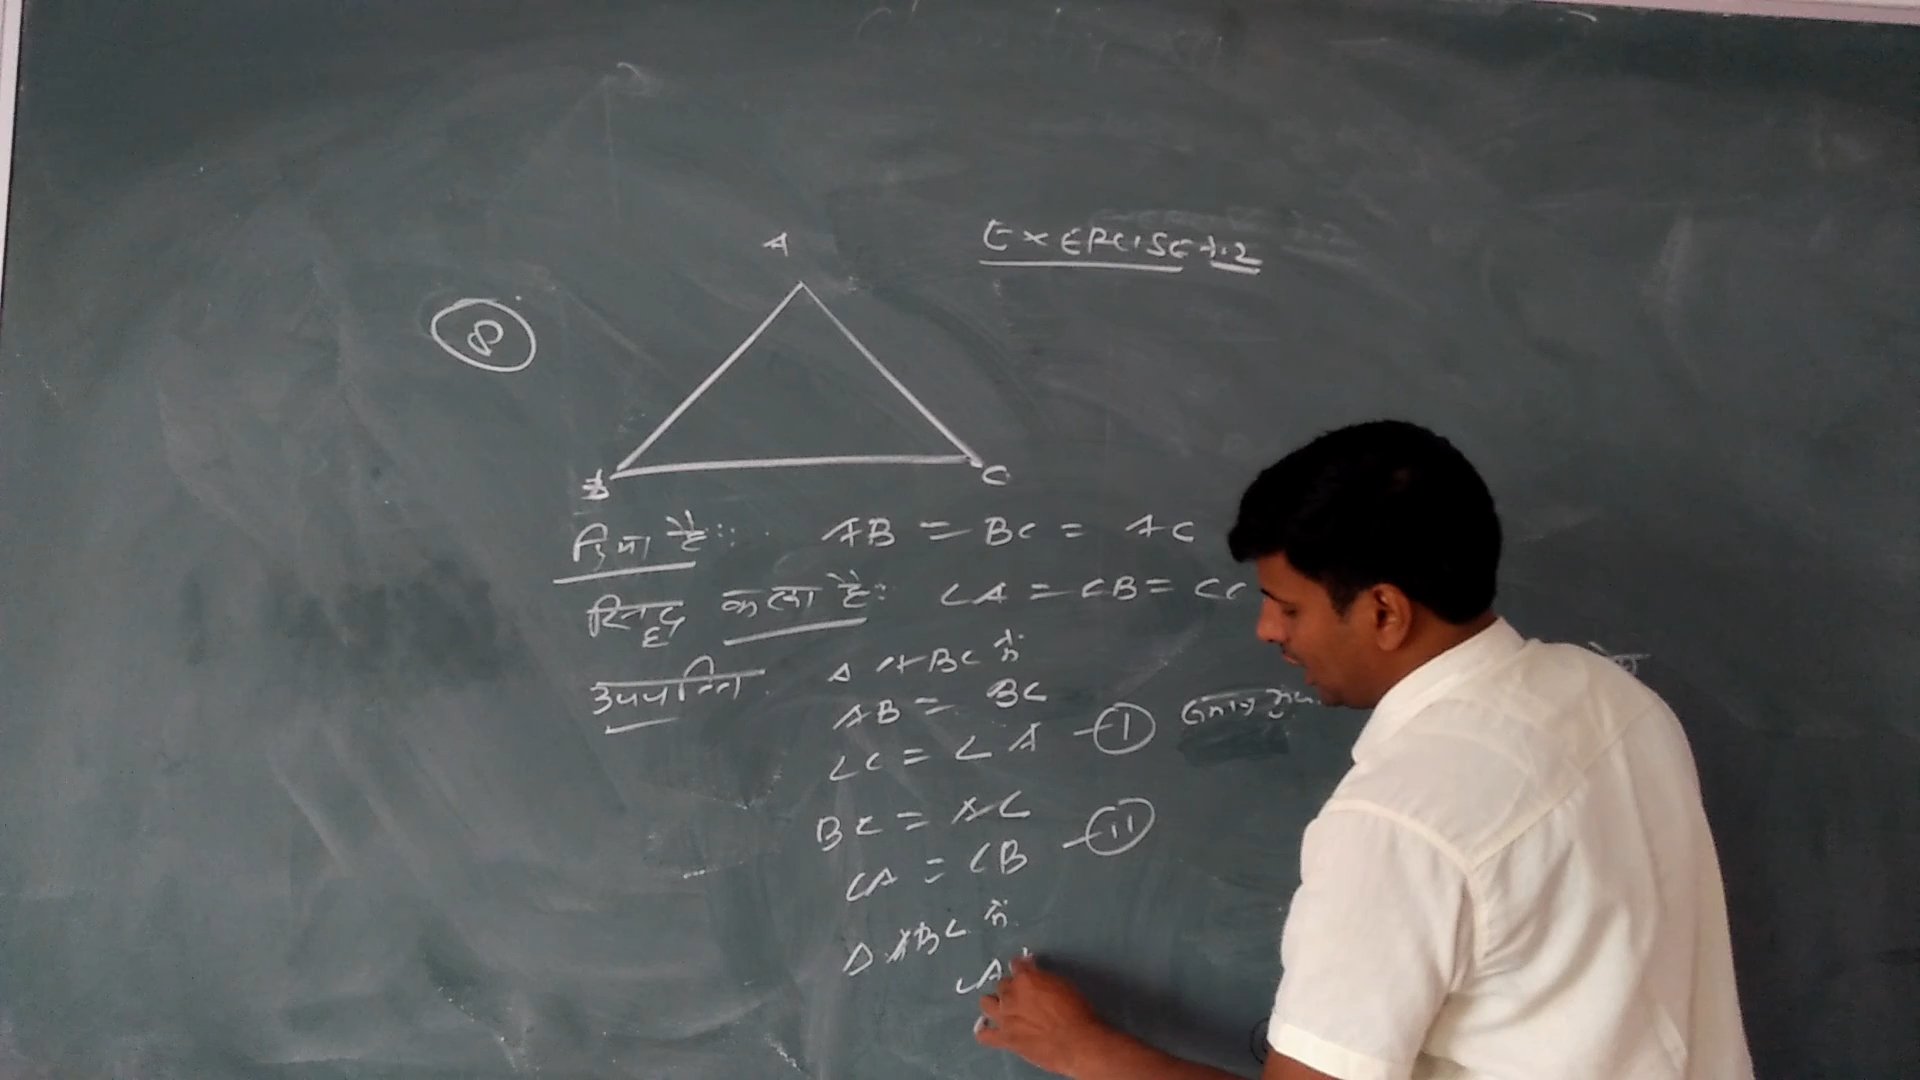 EXERCISE 7.2
8
A
B C
दिया है :: AB = BC = AC
सिद्ध करना है : ∠A = ∠B = ∠C
उपपत्ति . Δ ABC में
AB = BC
∠C = ∠A - I
BC = AC
∠A = ∠B - II
Δ ABC में
∠A